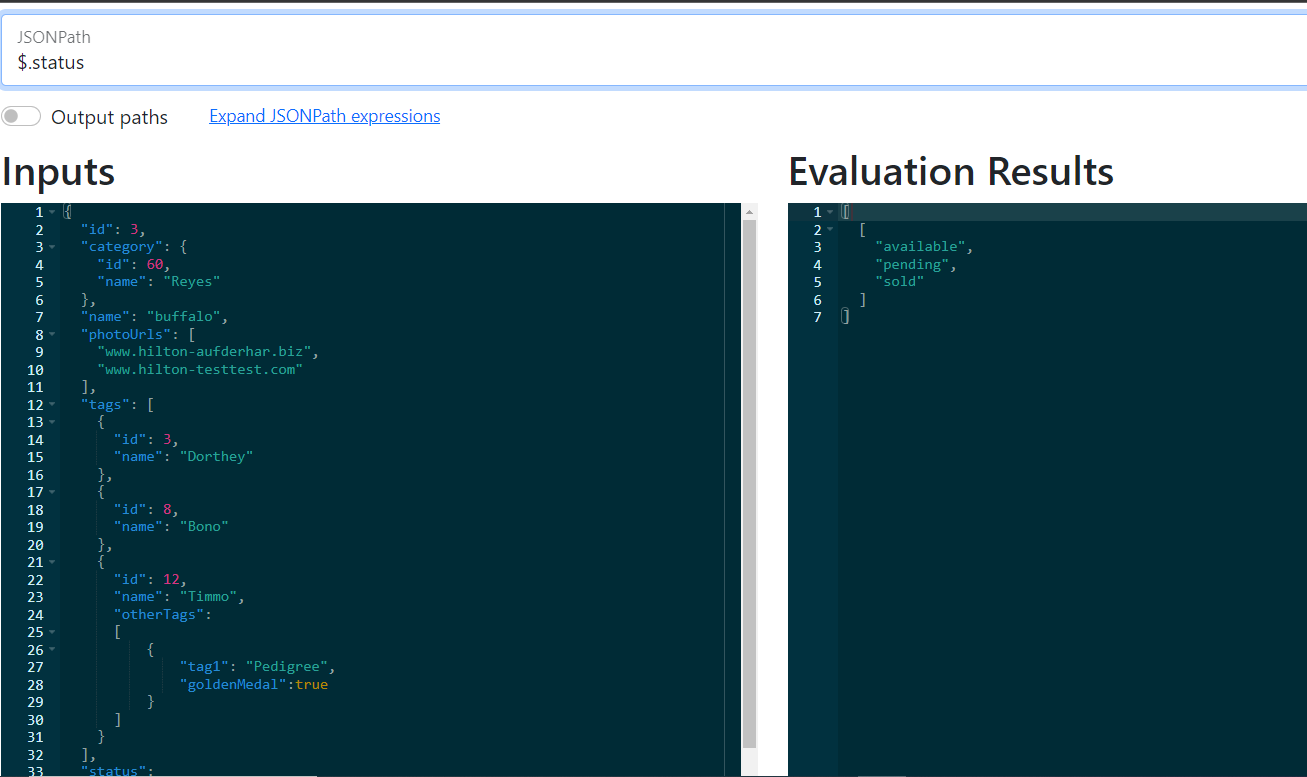 JSONPath
$.status
Output paths Expand JSONPath expressions
Inputs
1 {
2 "id": 3,
3 "category": {
4 "id": 60,
5 "name": "Reyes"
6 },
7 "name": "buffalo",
8 "photoUrls": [
9 "www.hilton-aufderhar.biz",
10 "www.hilton-testtest.com"
11 ],
12 "tags": [
13 {
14 "id": 3,
15 "name": "Dorthey"
16 },
17 {
18 "id": 8,
19 "name": "Bono"
20 },
21 {
22 "id": 12,
23 "name": "Timmo",
24 "otherTags":
25 [
26 {
27 "tag1": "Pedigree",
28 "goldenMedal":true
29 }
30 ]
31 }
32 ],
33 "status":
Evaluation Results
1 [
2 [
3 "available",
4 "pending",
5 "sold"
6 ]
7 ]